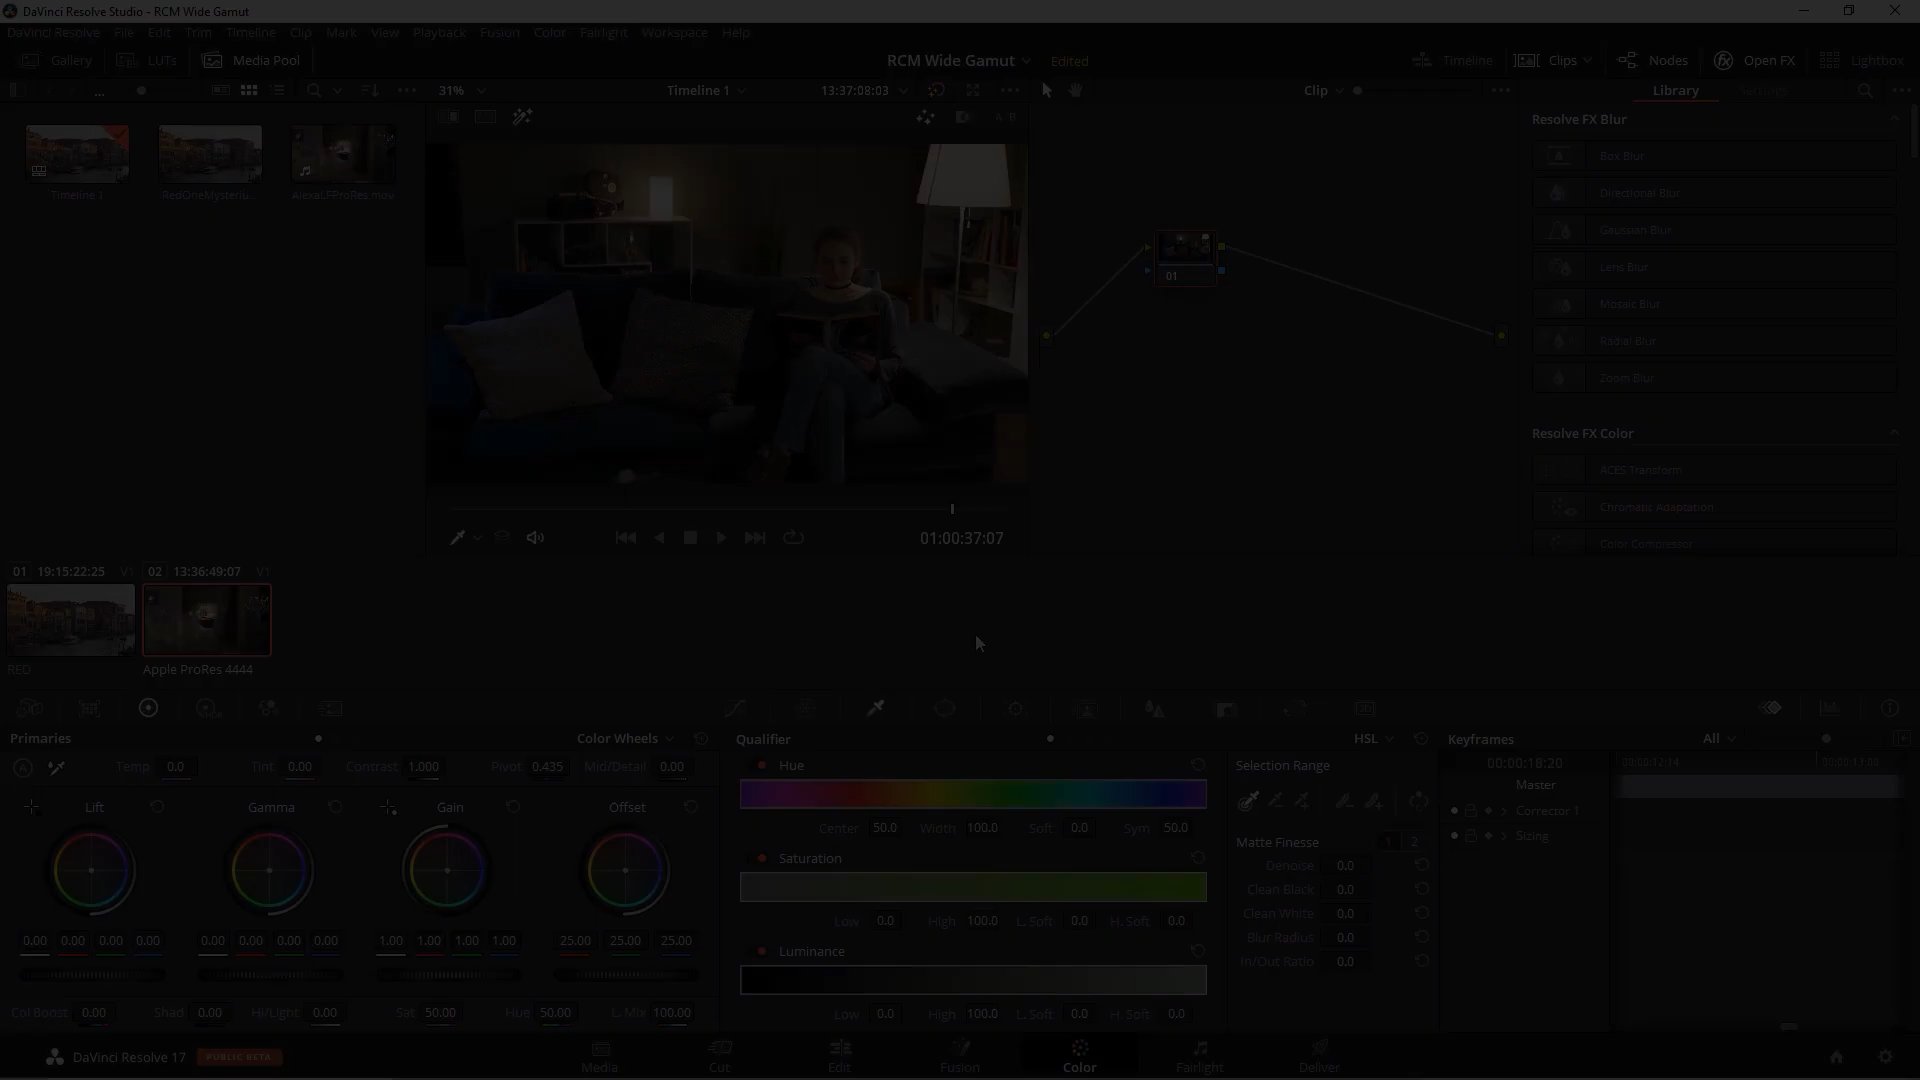 DaVinci Resolve Studio - RCM Wide Gamut
DaVinci Resolve File Edit Trim Timeline Clip Mark View Playback Fusion Color Fairlight Workspace Help
Gallery LUTs Media Pool RCM Wide Gamut Edited Timeline Clips Nodes Open FX Lightbox
... 31% Timeline 1 13:37:08:03 Clip Library Settings
Resolve FX Blur
Box Blur
Directional Blur
Gaussian Blur
Lens Blur
Mosaic Blur
Radial Blur
Zoom Blur
Timeline 1 RedOneMysteriu... AlexaLFProRes.mov
01
Resolve FX Color
ACES Transform
Chromatic Adaptation
Color Compressor
01:00:37:07
01 19:15:22:25 V1 02 13:36:49:07 V1
RED Apple ProRes 4444
Primaries Color Wheels Qualifier HSL Keyframes All
Temp 0.0 Tint 0.00 Contrast 1.000 Pivot 0.435 Mid/Detail 0.00
Lift Gamma Gain Offset
0.00 0.00 0.00 0.00 0.00 0.00 0.00 0.00 1.00 1.00 1.00 1.00 25.00 25.00 25.00
Col Boost 0.00 Shad 0.00 Hi/Light 0.00 Sat 50.00 Hue 50.00 L. Mix 100.00
Hue
Center 50.0 Width 100.0 Soft 0.0 Sym 50.0
Saturation
Low 0.0 High 100.0 L. Soft 0.0 H. Soft 0.0
Luminance
Low 0.0 High 100.0 L. Soft 0.0 H. Soft 0.0
Selection Range
Matte Finesse 1 2
Denoise 0.0
Clean Black 0.0
Clean White 0.0
Blur Radius 0.0
In/Out Ratio 0.0
00:00:18:20
Master
Corrector 1
Sizing
DaVinci Resolve 17 PUBLIC BETA
Media Cut Edit Fusion Color Fairlight Deliver